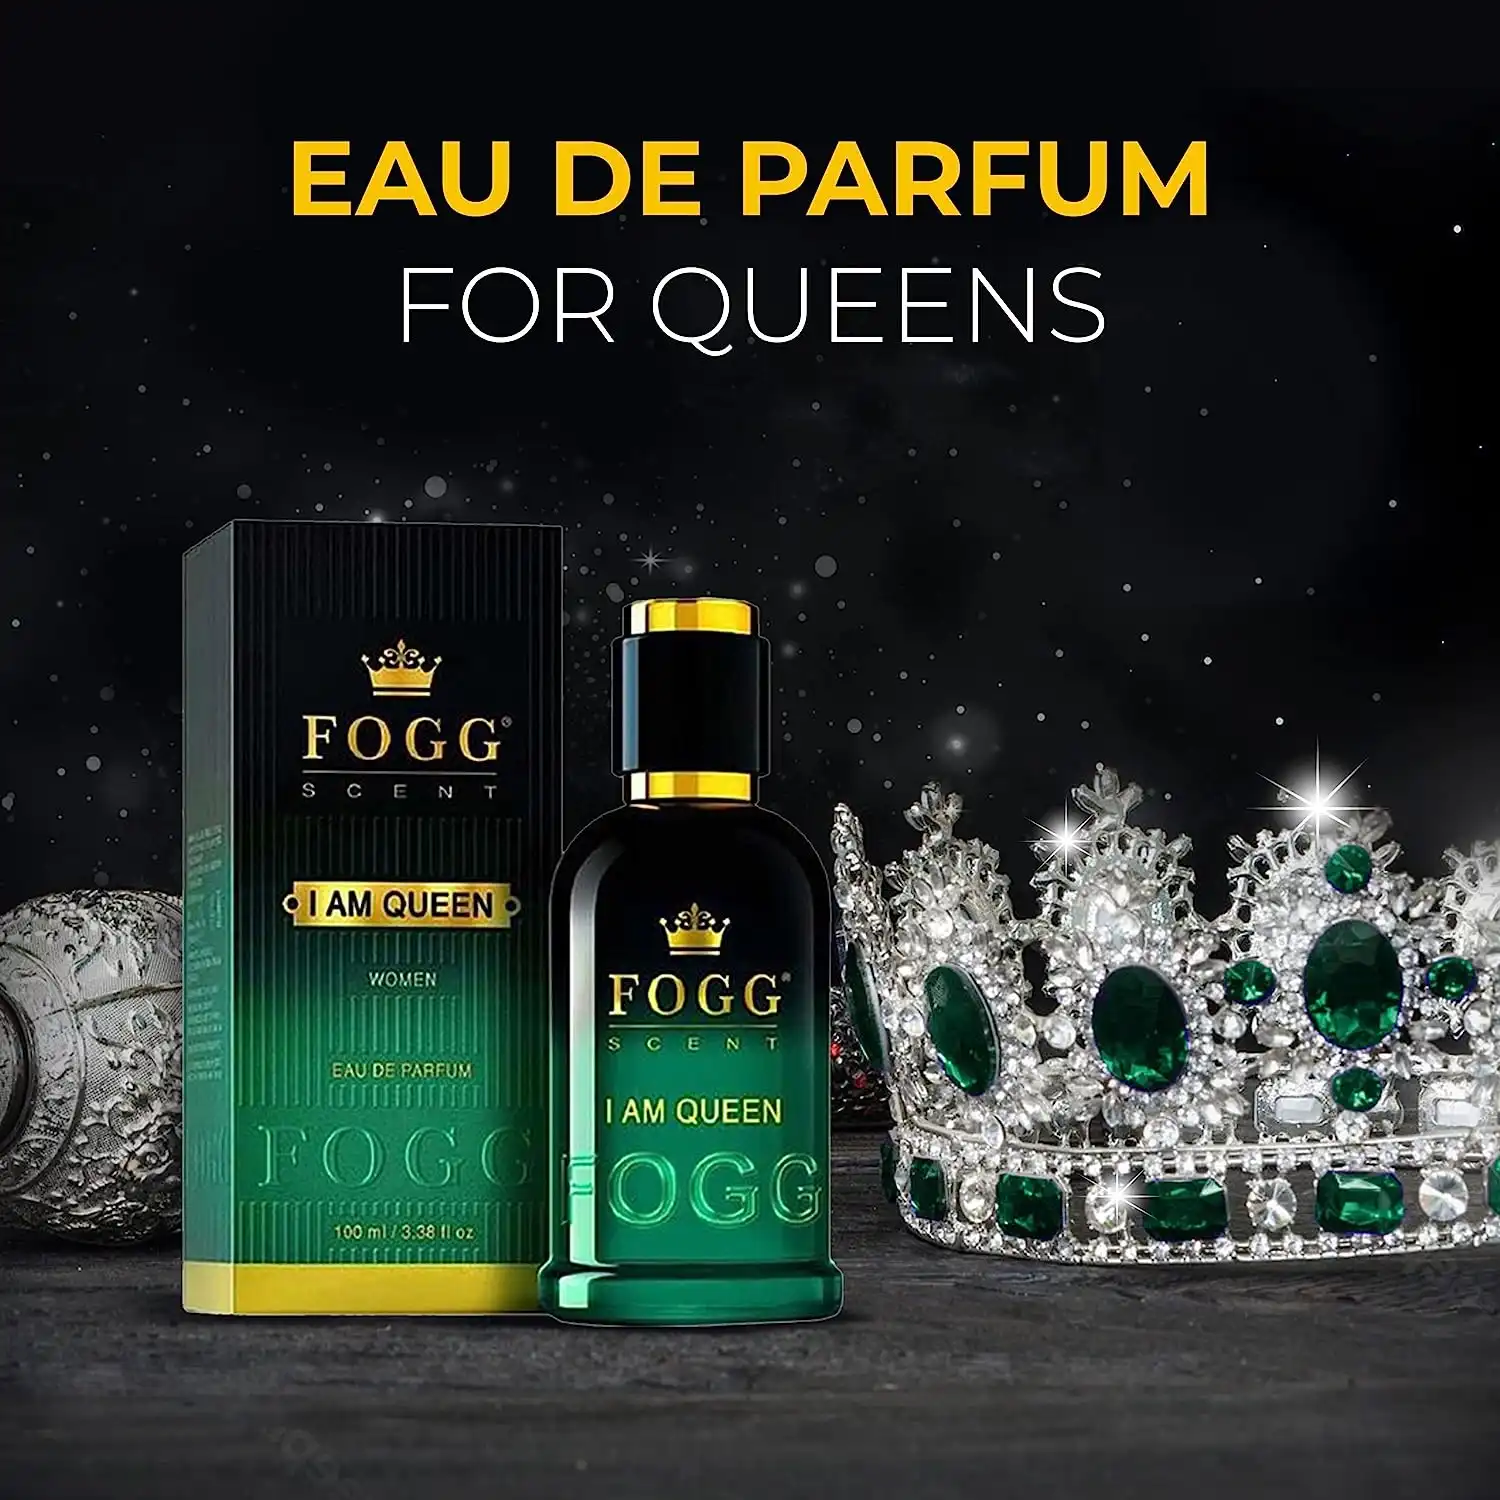 EAU DE PARFUM
FOR QUEENS
FOGG®
SCENT
I AM QUEEN
WOMEN
EAU DE PARFUM
FOGG
100 ml / 3.38 fl oz
FOGG®
SCENT
I AM QUEEN
FOGG